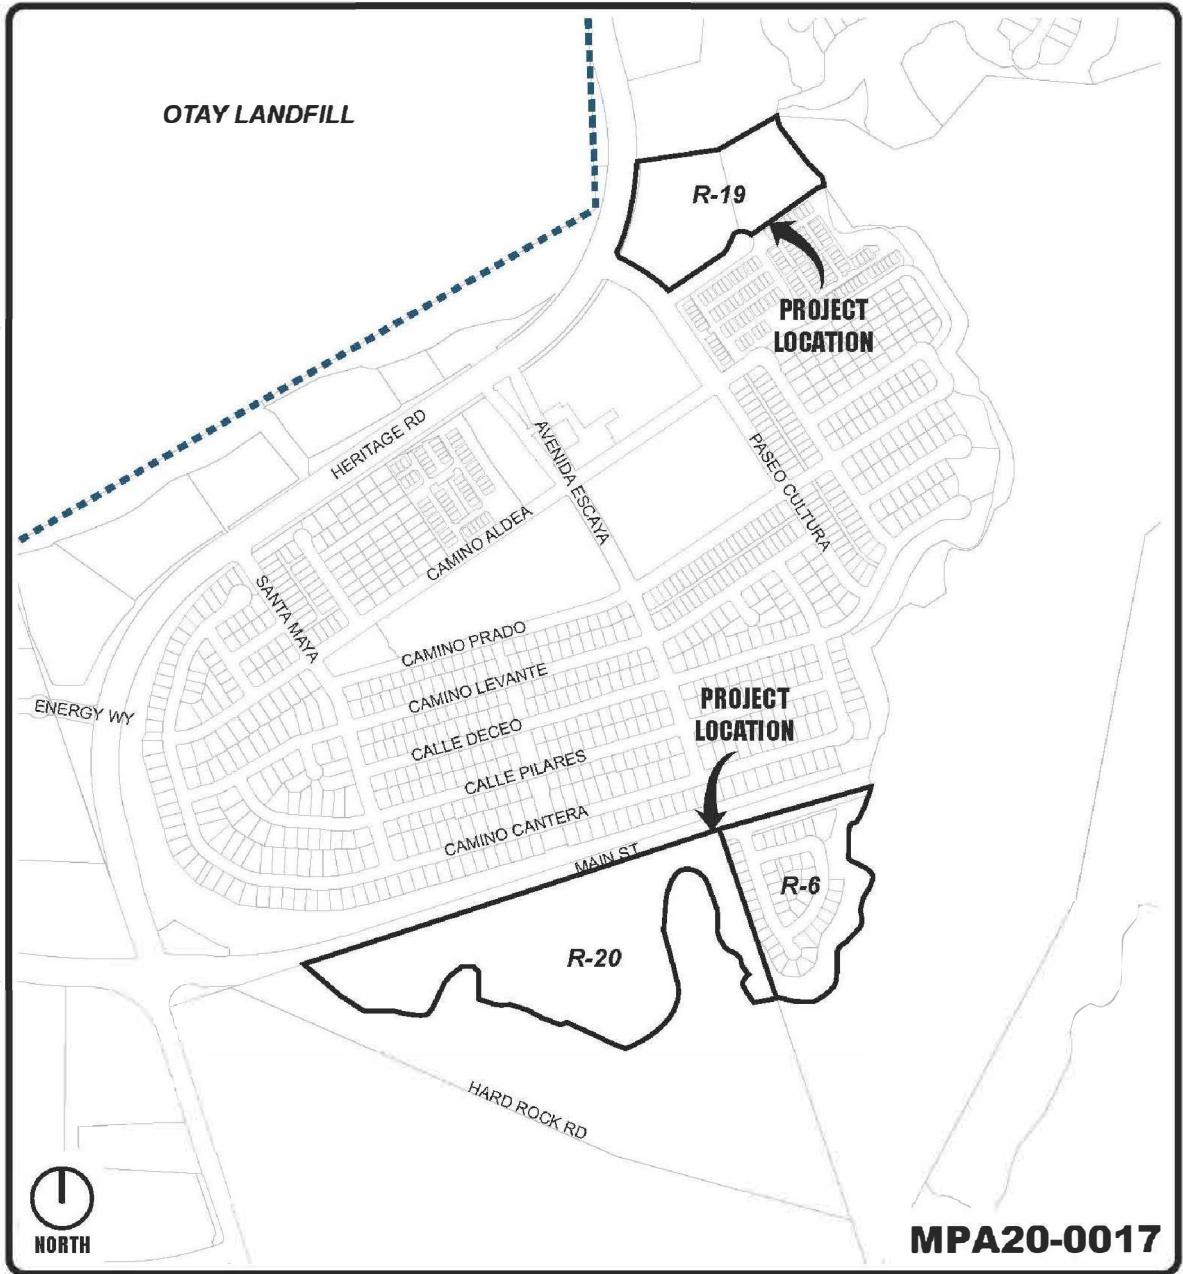 OTAY LANDFILL
R-19
PROJECT
LOCATION
HERITAGE RD
AVENIDA ESCAYA
PASEO CULTURA
CAMINO ALDEA
SANTA MAYA
CAMINO PRADO
CAMINO LEVANTE
ENERGY WY
PROJECT
LOCATION
CALLE DECEO
CALLE PILARES
CAMINO CANTERA
MAIN ST
R-6
R-20
HARD ROCK RD
NORTH
MPA20-0017